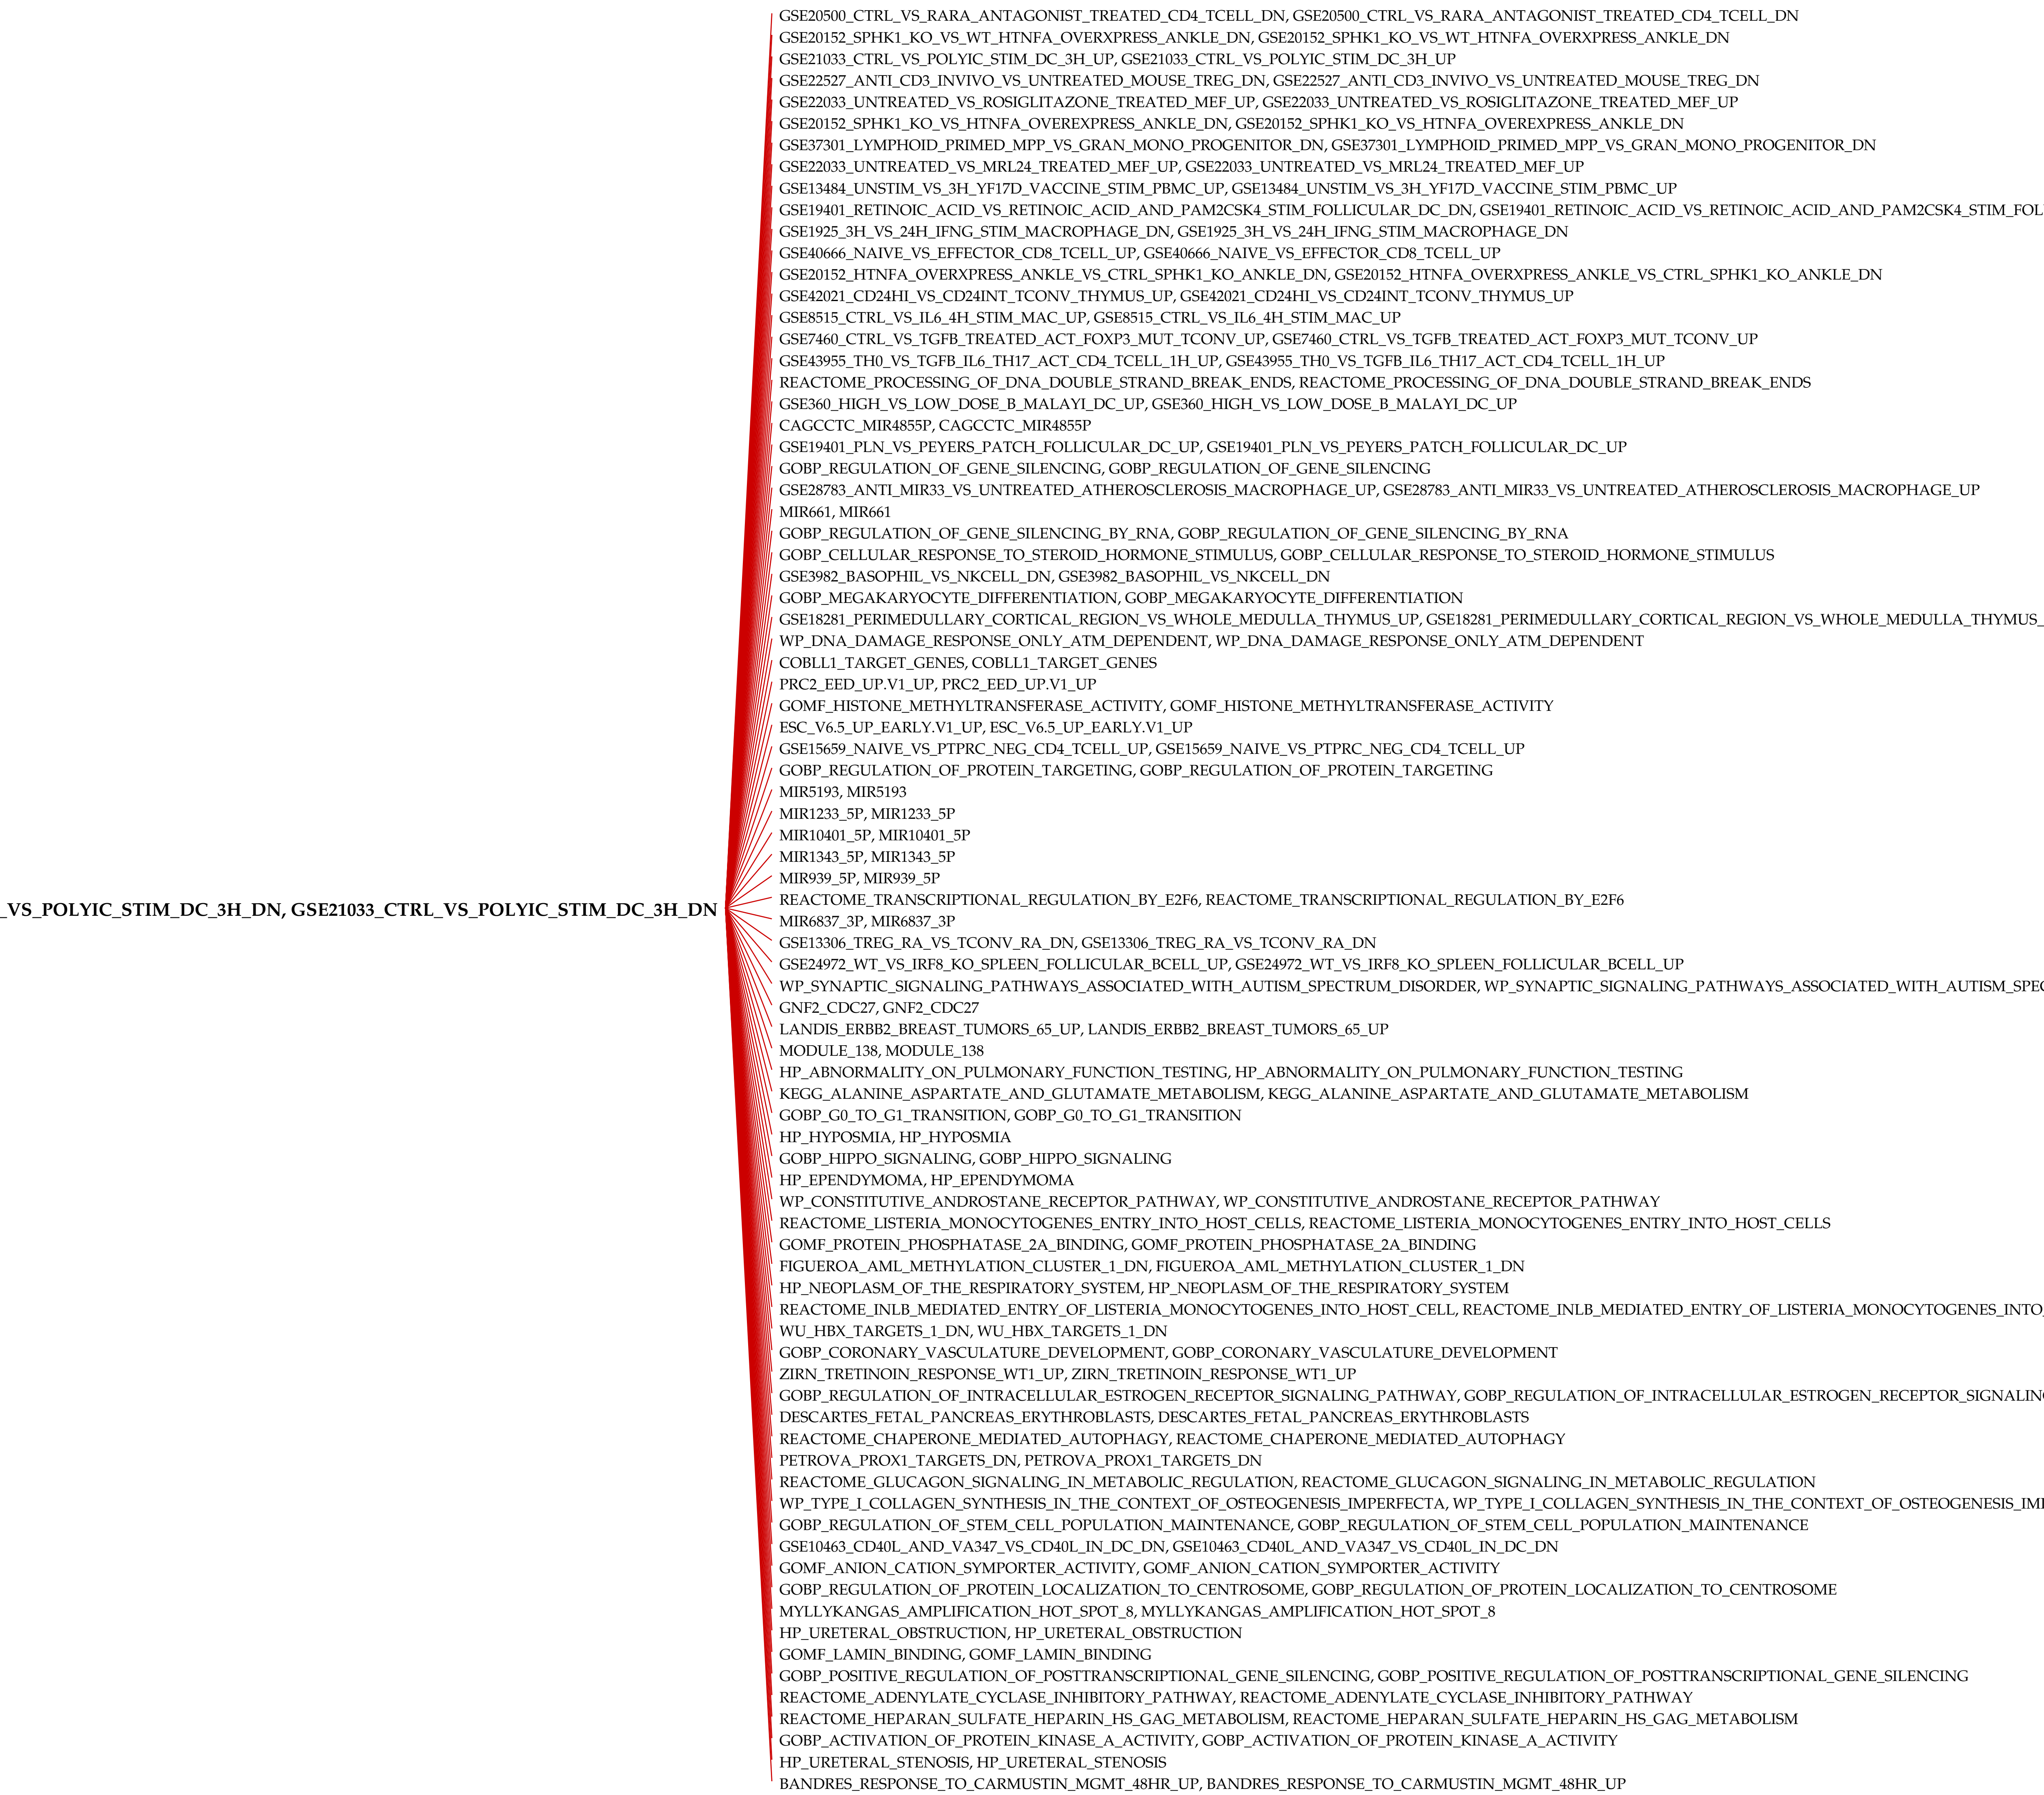 GSE20500_CTRL_VS_RARA_ANTAGONIST_TREATED_CD4_TCELL_DN, GSE20500_CTRL_VS_RARA_ANTAGONIST_TREATED_CD4_TCELL_DN
GSE20152_SPHK1_KO_VS_WT_HTNFA_OVERXPRESS_ANKLE_DN, GSE20152_SPHK1_KO_VS_WT_HTNFA_OVERXPRESS_ANKLE_DN
GSE21033_CTRL_VS_POLYIC_STIM_DC_3H_UP, GSE21033_CTRL_VS_POLYIC_STIM_DC_3H_UP
GSE22527_ANTI_CD3_INVIVO_VS_UNTREATED_MOUSE_TREG_DN, GSE22527_ANTI_CD3_INVIVO_VS_UNTREATED_MOUSE_TREG_DN
GSE22033_UNTREATED_VS_ROSIGLITAZONE_TREATED_MEF_UP, GSE22033_UNTREATED_VS_ROSIGLITAZONE_TREATED_MEF_UP
GSE20152_SPHK1_KO_VS_HTNFA_OVEREXPRESS_ANKLE_DN, GSE20152_SPHK1_KO_VS_HTNFA_OVEREXPRESS_ANKLE_DN
GSE37301_LYMPHOID_PRIMED_MPP_VS_GRAN_MONO_PROGENITOR_DN, GSE37301_LYMPHOID_PRIMED_MPP_VS_GRAN_MONO_PROGENITOR_DN
GSE22033_UNTREATED_VS_MRL24_TREATED_MEF_UP, GSE22033_UNTREATED_VS_MRL24_TREATED_MEF_UP
GSE13484_UNSTIM_VS_3H_YF17D_VACCINE_STIM_PBMC_UP, GSE13484_UNSTIM_VS_3H_YF17D_VACCINE_STIM_PBMC_UP
GSE19401_RETINOIC_ACID_VS_RETINOIC_ACID_AND_PAM2CSK4_STIM_FOLLICULAR_DC_DN, GSE19401_RETINOIC_ACID_VS_RETINOIC_ACID_AND_PAM2CSK4_STIM_FOL
GSE1925_3H_VS_24H_IFNG_STIM_MACROPHAGE_DN, GSE1925_3H_VS_24H_IFNG_STIM_MACROPHAGE_DN
GSE40666_NAIVE_VS_EFFECTOR_CD8_TCELL_UP, GSE40666_NAIVE_VS_EFFECTOR_CD8_TCELL_UP
GSE20152_HTNFA_OVERXPRESS_ANKLE_VS_CTRL_SPHK1_KO_ANKLE_DN, GSE20152_HTNFA_OVERXPRESS_ANKLE_VS_CTRL_SPHK1_KO_ANKLE_DN
GSE42021_CD24HI_VS_CD24INT_TCONV_THYMUS_UP, GSE42021_CD24HI_VS_CD24INT_TCONV_THYMUS_UP
GSE8515_CTRL_VS_IL6_4H_STIM_MAC_UP, GSE8515_CTRL_VS_IL6_4H_STIM_MAC_UP
GSE7460_CTRL_VS_TGFB_TREATED_ACT_FOXP3_MUT_TCONV_UP, GSE7460_CTRL_VS_TGFB_TREATED_ACT_FOXP3_MUT_TCONV_UP
GSE43955_TH0_VS_TGFB_IL6_TH17_ACT_CD4_TCELL_1H_UP, GSE43955_TH0_VS_TGFB_IL6_TH17_ACT_CD4_TCELL_1H_UP
REACTOME_PROCESSING_OF_DNA_DOUBLE_STRAND_BREAK_ENDS, REACTOME_PROCESSING_OF_DNA_DOUBLE_STRAND_BREAK_ENDS
GSE360_HIGH_VS_LOW_DOSE_B_MALAYI_DC_UP, GSE360_HIGH_VS_LOW_DOSE_B_MALAYI_DC_UP
CAGCCTC_MIR4855P, CAGCCTC_MIR4855P
GSE19401_PLN_VS_PEYERS_PATCH_FOLLICULAR_DC_UP, GSE19401_PLN_VS_PEYERS_PATCH_FOLLICULAR_DC_UP
GOBP_REGULATION_OF_GENE_SILENCING, GOBP_REGULATION_OF_GENE_SILENCING
GSE28783_ANTI_MIR33_VS_UNTREATED_ATHEROSCLEROSIS_MACROPHAGE_UP, GSE28783_ANTI_MIR33_VS_UNTREATED_ATHEROSCLEROSIS_MACROPHAGE_UP
MIR661, MIR661
GOBP_REGULATION_OF_GENE_SILENCING_BY_RNA, GOBP_REGULATION_OF_GENE_SILENCING_BY_RNA
GOBP_CELLULAR_RESPONSE_TO_STEROID_HORMONE_STIMULUS, GOBP_CELLULAR_RESPONSE_TO_STEROID_HORMONE_STIMULUS
GSE3982_BASOPHIL_VS_NKCELL_DN, GSE3982_BASOPHIL_VS_NKCELL_DN
GOBP_MEGAKARYOCYTE_DIFFERENTIATION, GOBP_MEGAKARYOCYTE_DIFFERENTIATION
GSE18281_PERIMEDULLARY_CORTICAL_REGION_VS_WHOLE_MEDULLA_THYMUS_UP, GSE18281_PERIMEDULLARY_CORTICAL_REGION_VS_WHOLE_MEDULLA_THYMUS_
WP_DNA_DAMAGE_RESPONSE_ONLY_ATM_DEPENDENT, WP_DNA_DAMAGE_RESPONSE_ONLY_ATM_DEPENDENT
COBLL1_TARGET_GENES, COBLL1_TARGET_GENES
PRC2_EED_UP.V1_UP, PRC2_EED_UP.V1_UP
GOMF_HISTONE_METHYLTRANSFERASE_ACTIVITY, GOMF_HISTONE_METHYLTRANSFERASE_ACTIVITY
ESC_V6.5_UP_EARLY.V1_UP, ESC_V6.5_UP_EARLY.V1_UP
GSE15659_NAIVE_VS_PTPRC_NEG_CD4_TCELL_UP, GSE15659_NAIVE_VS_PTPRC_NEG_CD4_TCELL_UP
GOBP_REGULATION_OF_PROTEIN_TARGETING, GOBP_REGULATION_OF_PROTEIN_TARGETING
MIR5193, MIR5193
MIR1233_5P, MIR1233_5P
MIR10401_5P, MIR10401_5P
MIR1343_5P, MIR1343_5P
MIR939_5P, MIR939_5P
REACTOME_TRANSCRIPTIONAL_REGULATION_BY_E2F6, REACTOME_TRANSCRIPTIONAL_REGULATION_BY_E2F6
_VS_POLYIC_STIM_DC_3H_DN, GSE21033_CTRL_VS_POLYIC_STIM_DC_3H_DN
MIR6837_3P, MIR6837_3P
GSE13306_TREG_RA_VS_TCONV_RA_DN, GSE13306_TREG_RA_VS_TCONV_RA_DN
GSE24972_WT_VS_IRF8_KO_SPLEEN_FOLLICULAR_BCELL_UP, GSE24972_WT_VS_IRF8_KO_SPLEEN_FOLLICULAR_BCELL_UP
WP_SYNAPTIC_SIGNALING_PATHWAYS_ASSOCIATED_WITH_AUTISM_SPECTRUM_DISORDER, WP_SYNAPTIC_SIGNALING_PATHWAYS_ASSOCIATED_WITH_AUTISM_SPEC
GNF2_CDC27, GNF2_CDC27
LANDIS_ERBB2_BREAST_TUMORS_65_UP, LANDIS_ERBB2_BREAST_TUMORS_65_UP
MODULE_138, MODULE_138
HP_ABNORMALITY_ON_PULMONARY_FUNCTION_TESTING, HP_ABNORMALITY_ON_PULMONARY_FUNCTION_TESTING
KEGG_ALANINE_ASPARTATE_AND_GLUTAMATE_METABOLISM, KEGG_ALANINE_ASPARTATE_AND_GLUTAMATE_METABOLISM
GOBP_G0_TO_G1_TRANSITION, GOBP_G0_TO_G1_TRANSITION
HP_HYPOSMIA, HP_HYPOSMIA
GOBP_HIPPO_SIGNALING, GOBP_HIPPO_SIGNALING
HP_EPENDYMOMA, HP_EPENDYMOMA
WP_CONSTITUTIVE_ANDROSTANE_RECEPTOR_PATHWAY, WP_CONSTITUTIVE_ANDROSTANE_RECEPTOR_PATHWAY
REACTOME_LISTERIA_MONOCYTOGENES_ENTRY_INTO_HOST_CELLS, REACTOME_LISTERIA_MONOCYTOGENES_ENTRY_INTO_HOST_CELLS
GOMF_PROTEIN_PHOSPHATASE_2A_BINDING, GOMF_PROTEIN_PHOSPHATASE_2A_BINDING
FIGUEROA_AML_METHYLATION_CLUSTER_1_DN, FIGUEROA_AML_METHYLATION_CLUSTER_1_DN
HP_NEOPLASM_OF_THE_RESPIRATORY_SYSTEM, HP_NEOPLASM_OF_THE_RESPIRATORY_SYSTEM
REACTOME_INLB_MEDIATED_ENTRY_OF_LISTERIA_MONOCYTOGENES_INTO_HOST_CELL, REACTOME_INLB_MEDIATED_ENTRY_OF_LISTERIA_MONOCYTOGENES_INTO_
WU_HBX_TARGETS_1_DN, WU_HBX_TARGETS_1_DN
GOBP_CORONARY_VASCULATURE_DEVELOPMENT, GOBP_CORONARY_VASCULATURE_DEVELOPMENT
ZIRN_TRETINOIN_RESPONSE_WT1_UP, ZIRN_TRETINOIN_RESPONSE_WT1_UP
GOBP_REGULATION_OF_INTRACELLULAR_ESTROGEN_RECEPTOR_SIGNALING_PATHWAY, GOBP_REGULATION_OF_INTRACELLULAR_ESTROGEN_RECEPTOR_SIGNALING
DESCARTES_FETAL_PANCREAS_ERYTHROBLASTS, DESCARTES_FETAL_PANCREAS_ERYTHROBLASTS
REACTOME_CHAPERONE_MEDIATED_AUTOPHAGY, REACTOME_CHAPERONE_MEDIATED_AUTOPHAGY
PETROVA_PROX1_TARGETS_DN, PETROVA_PROX1_TARGETS_DN
REACTOME_GLUCAGON_SIGNALING_IN_METABOLIC_REGULATION, REACTOME_GLUCAGON_SIGNALING_IN_METABOLIC_REGULATION
WP_TYPE_I_COLLAGEN_SYNTHESIS_IN_THE_CONTEXT_OF_OSTEOGENESIS_IMPERFECTA, WP_TYPE_I_COLLAGEN_SYNTHESIS_IN_THE_CONTEXT_OF_OSTEOGENESIS_IMP
GOBP_REGULATION_OF_STEM_CELL_POPULATION_MAINTENANCE, GOBP_REGULATION_OF_STEM_CELL_POPULATION_MAINTENANCE
GSE10463_CD40L_AND_VA347_VS_CD40L_IN_DC_DN, GSE10463_CD40L_AND_VA347_VS_CD40L_IN_DC_DN
GOMF_ANION_CATION_SYMPORTER_ACTIVITY, GOMF_ANION_CATION_SYMPORTER_ACTIVITY
GOBP_REGULATION_OF_PROTEIN_LOCALIZATION_TO_CENTROSOME, GOBP_REGULATION_OF_PROTEIN_LOCALIZATION_TO_CENTROSOME
MYLLYKANGAS_AMPLIFICATION_HOT_SPOT_8, MYLLYKANGAS_AMPLIFICATION_HOT_SPOT_8
HP_URETERAL_OBSTRUCTION, HP_URETERAL_OBSTRUCTION
GOMF_LAMIN_BINDING, GOMF_LAMIN_BINDING
GOBP_POSITIVE_REGULATION_OF_POSTTRANSCRIPTIONAL_GENE_SILENCING, GOBP_POSITIVE_REGULATION_OF_POSTTRANSCRIPTIONAL_GENE_SILENCING
REACTOME_ADENYLATE_CYCLASE_INHIBITORY_PATHWAY, REACTOME_ADENYLATE_CYCLASE_INHIBITORY_PATHWAY
REACTOME_HEPARAN_SULFATE_HEPARIN_HS_GAG_METABOLISM, REACTOME_HEPARAN_SULFATE_HEPARIN_HS_GAG_METABOLISM
GOBP_ACTIVATION_OF_PROTEIN_KINASE_A_ACTIVITY, GOBP_ACTIVATION_OF_PROTEIN_KINASE_A_ACTIVITY
HP_URETERAL_STENOSIS, HP_URETERAL_STENOSIS
BANDRES_RESPONSE_TO_CARMUSTIN_MGMT_48HR_UP, BANDRES_RESPONSE_TO_CARMUSTIN_MGMT_48HR_UP